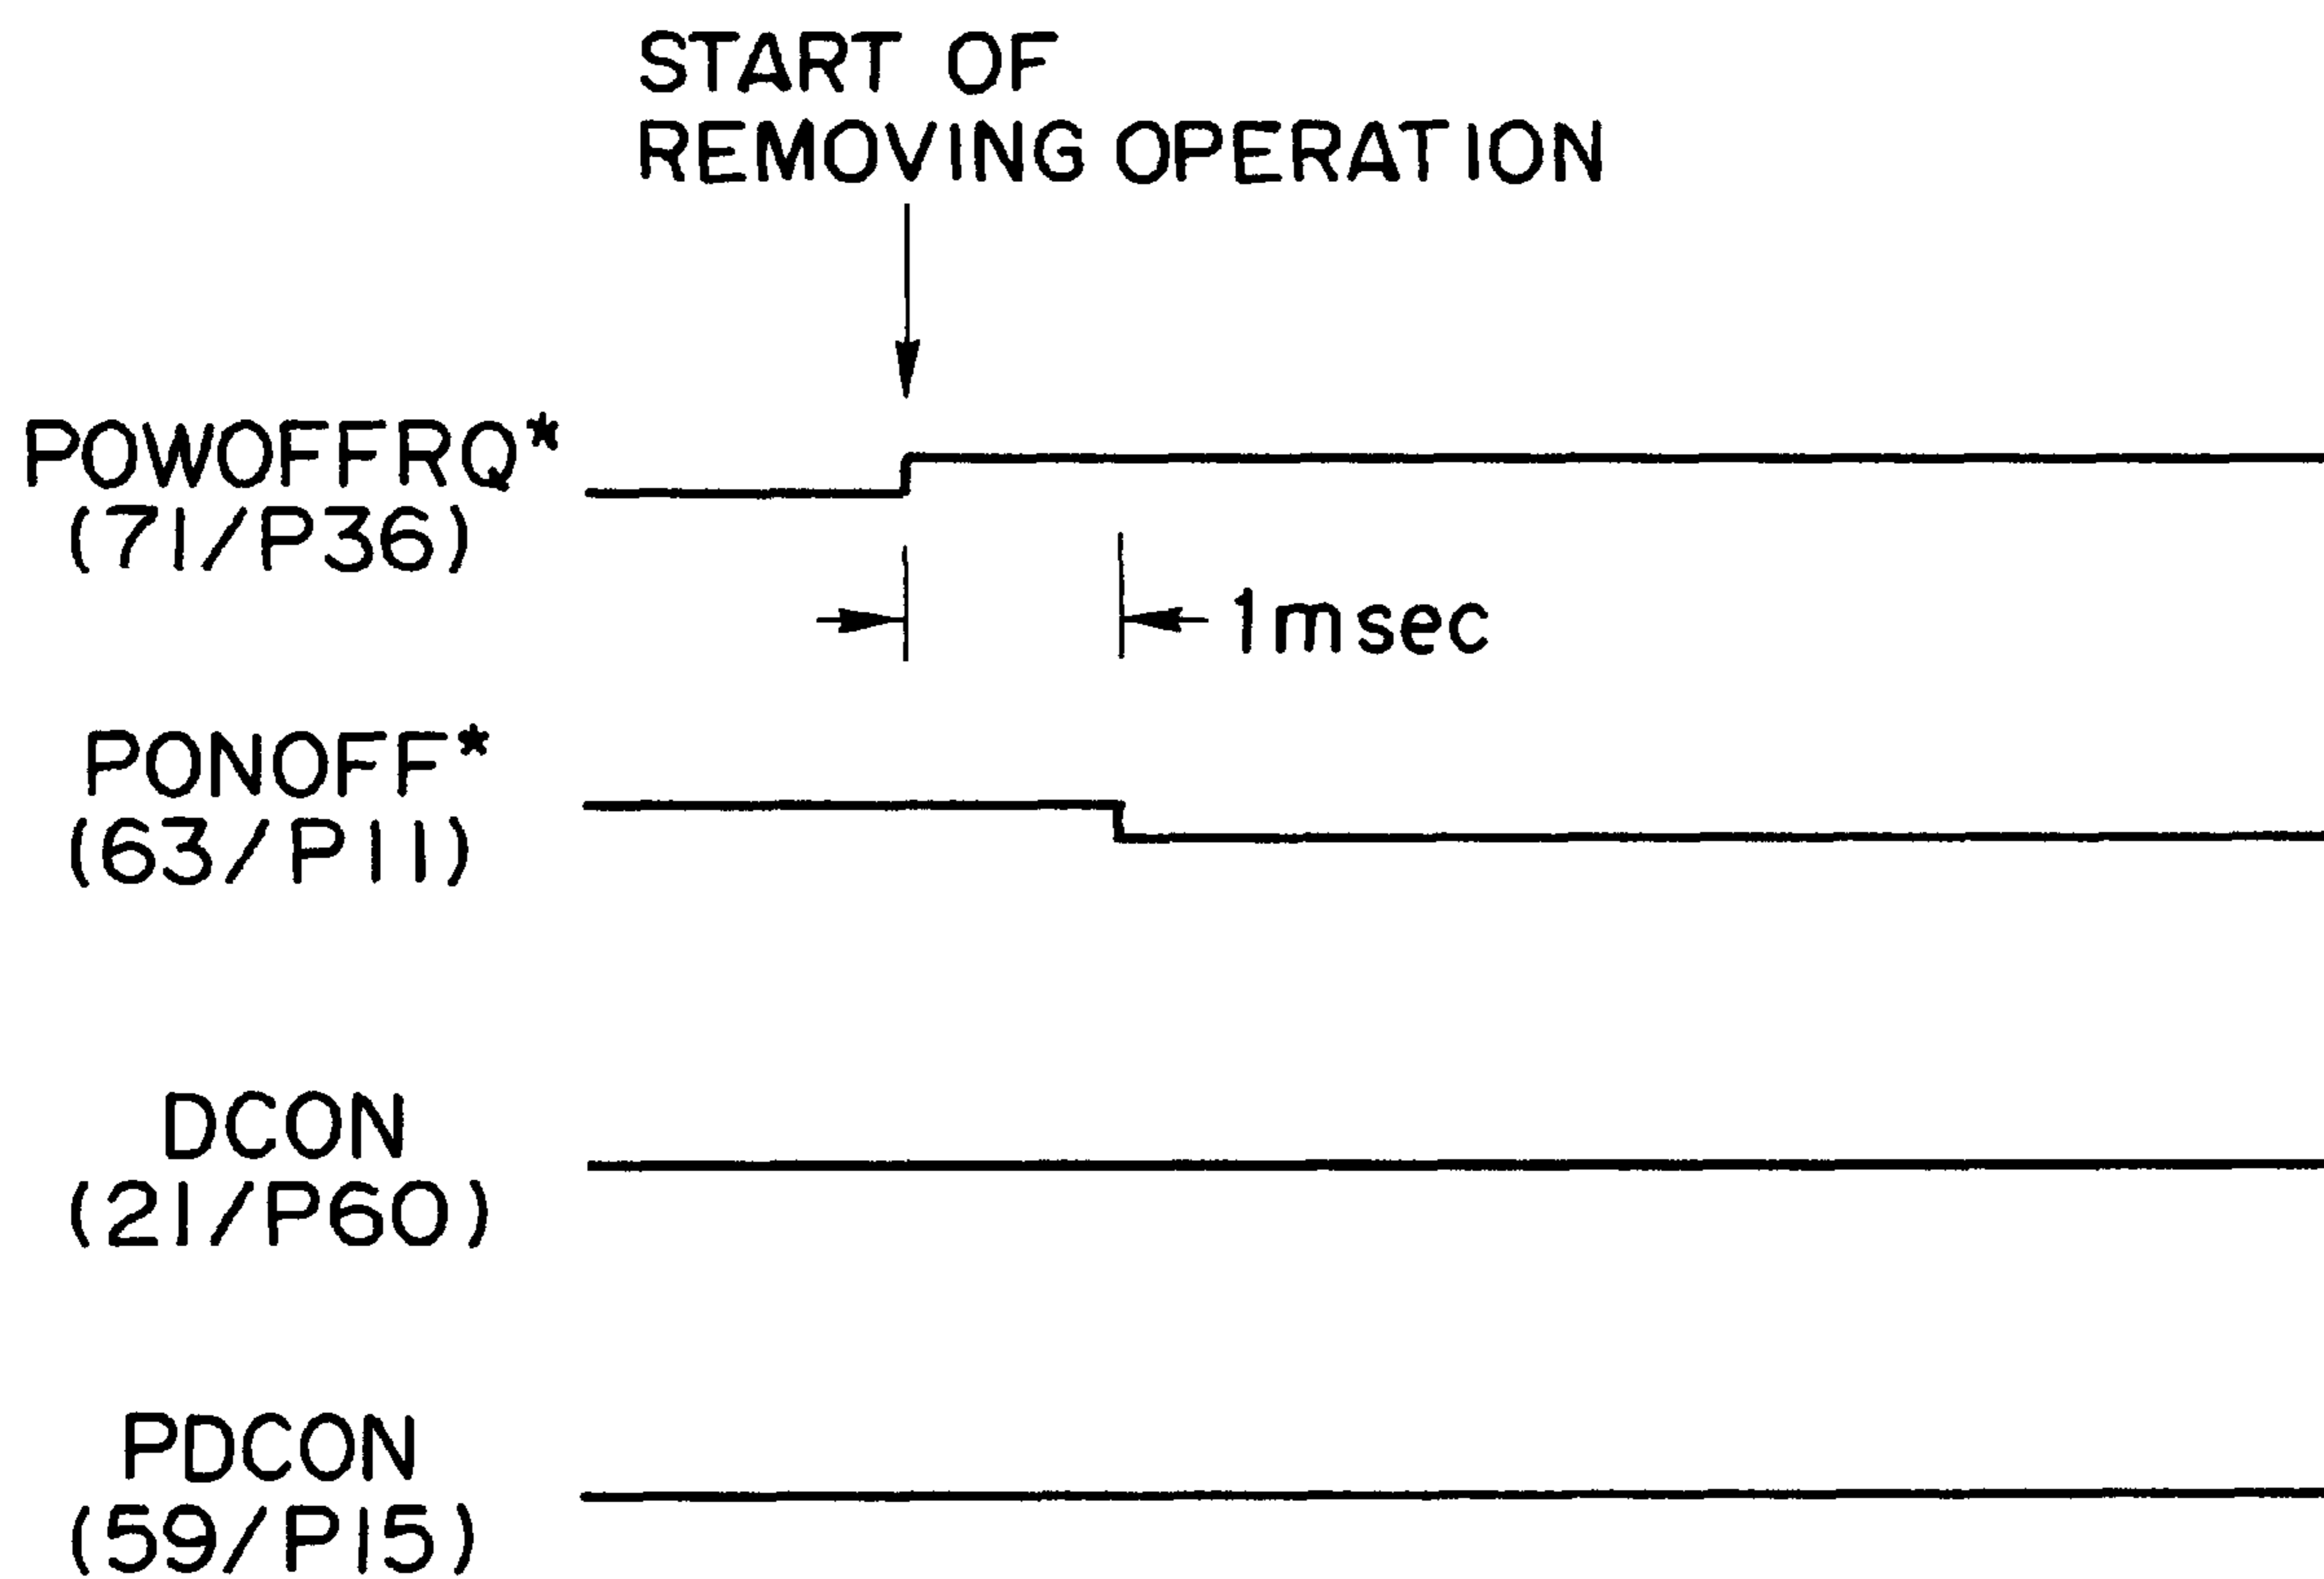 START OF
REMOVING OPERATION
POWOFFRQ*
(71/P36)
1msec
PONOFF*
(63/P11)
DCON
(21/P60)
PDCON
(59/P15)